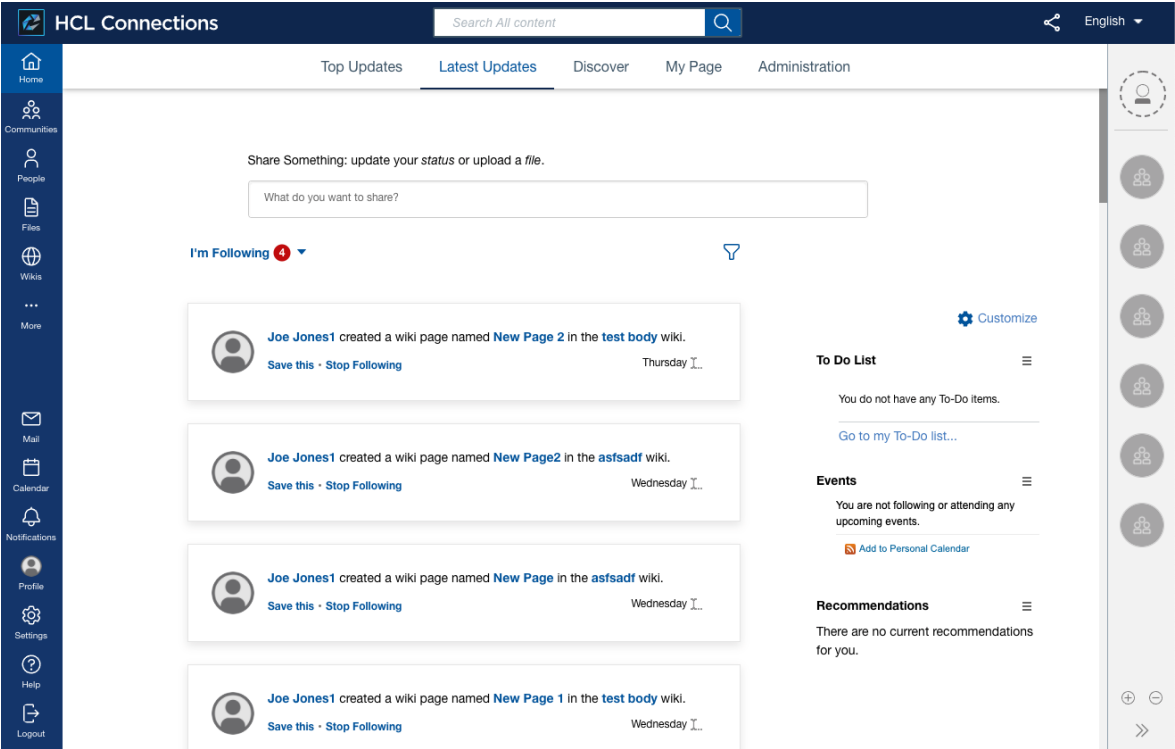 HCL Connections
Search All content
English
Home
Communities
People
Files
Wikis
More
Mail
Calendar
Notifications
Profile
Settings
Help
Logout
Top Updates Latest Updates Discover My Page Administration
Share Something: update your status or upload a file.
What do you want to share?
I'm Following 4
Joe Jones1 created a wiki page named New Page 2 in the test body wiki.
Save this · Stop Following
Thursday
Joe Jones1 created a wiki page named New Page2 in the asfsadf wiki.
Save this · Stop Following
Wednesday
Joe Jones1 created a wiki page named New Page in the asfsadf wiki.
Save this · Stop Following
Wednesday
Joe Jones1 created a wiki page named New Page 1 in the test body wiki.
Save this · Stop Following
Wednesday
Customize
To Do List
You do not have any To-Do items.
Go to my To-Do list...
Events
You are not following or attending any
upcoming events.
Add to Personal Calendar
Recommendations
There are no current recommendations
for you.